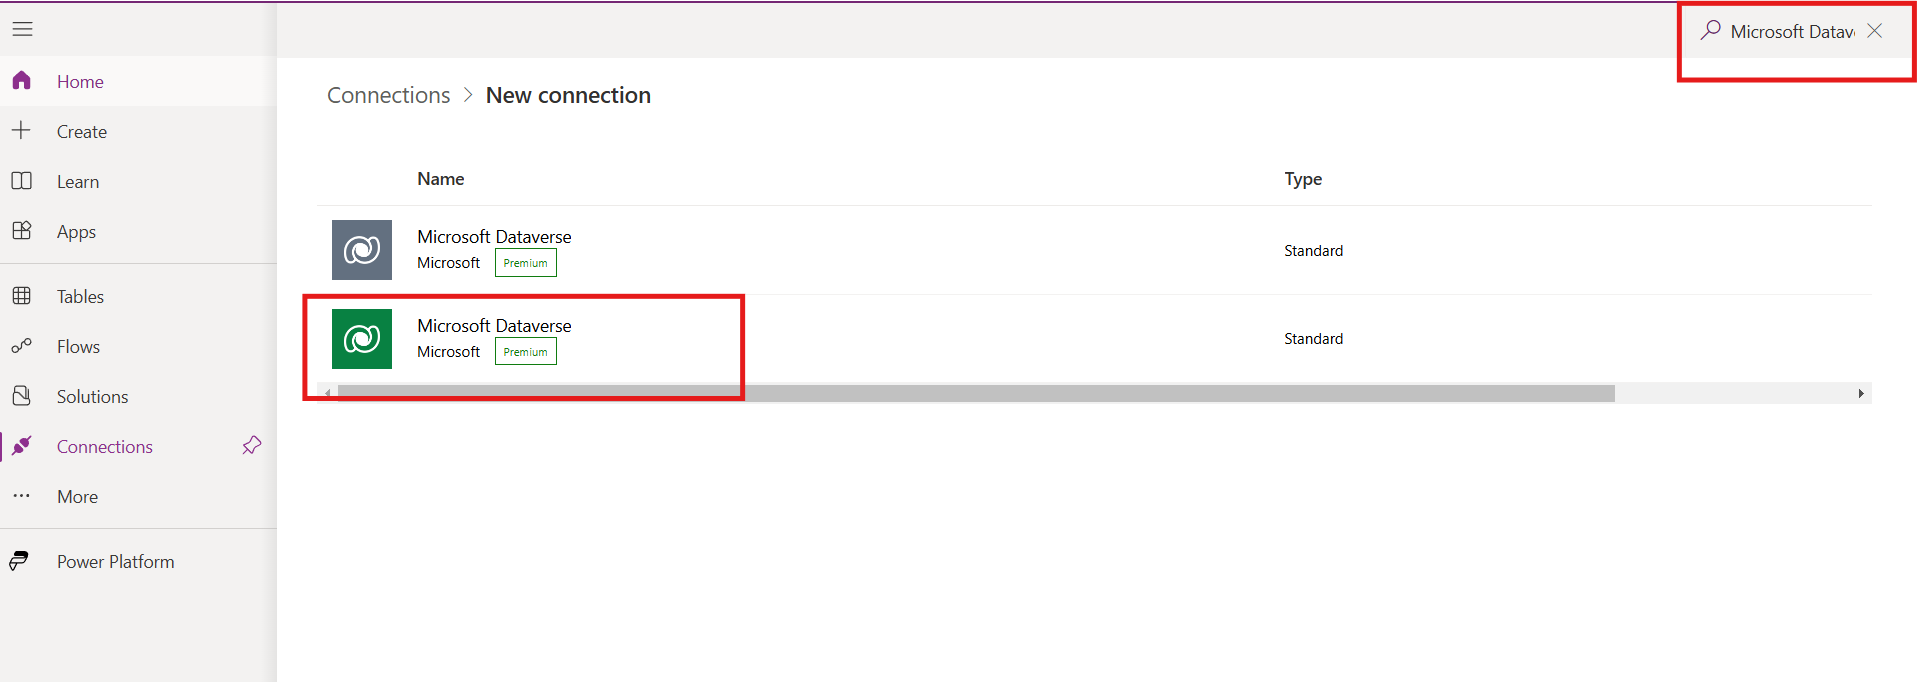 Microsoft Datav
Home
Create
Learn
Apps
Tables
Flows
Solutions
Connections
More
Power Platform
Connections > New connection
Name Type
Microsoft Dataverse
Microsoft Premium
Standard
Microsoft Dataverse
Microsoft Premium
Standard